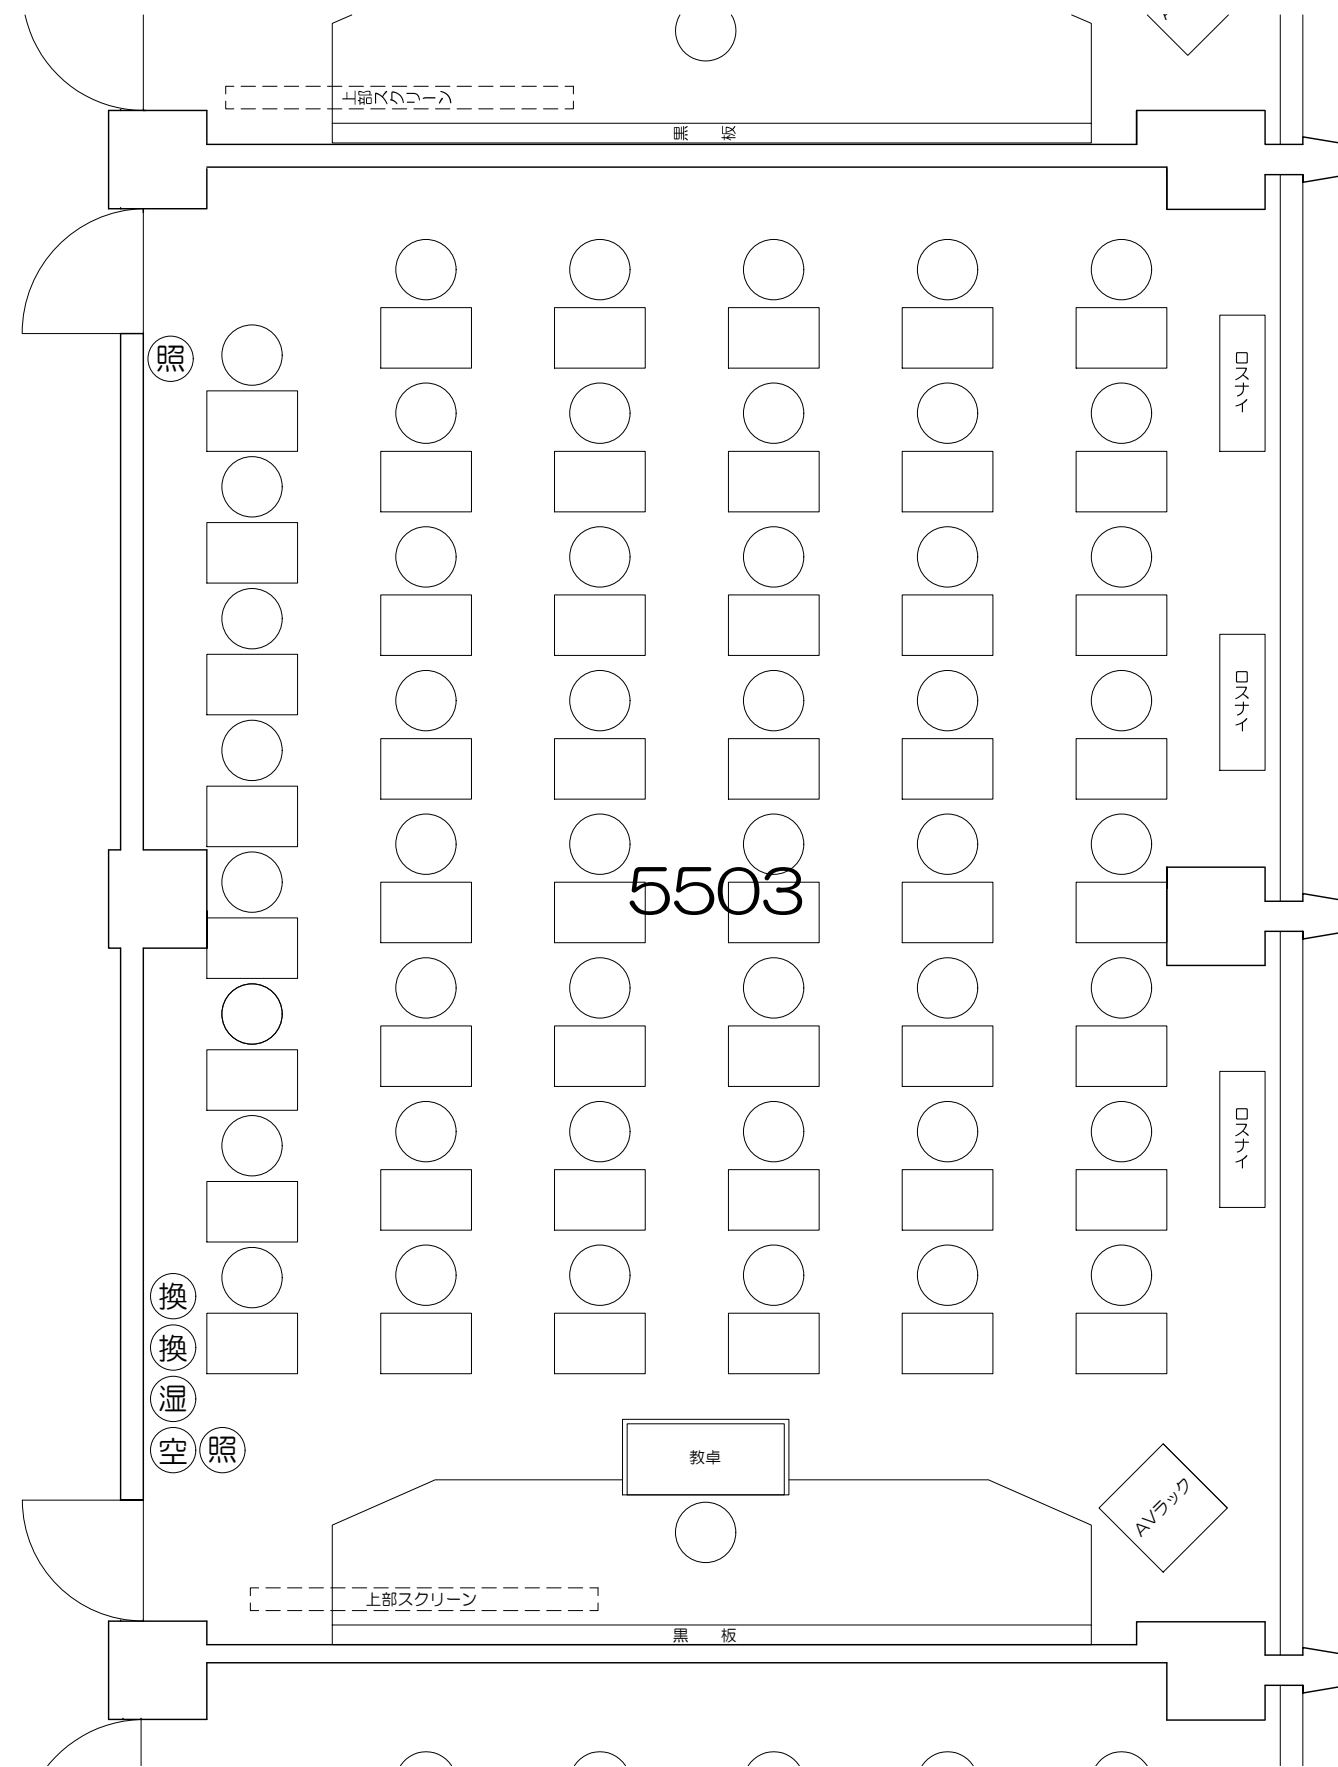 上部スクリーン
黒 板
照
ロスナイ
ロスナイ
5503
ロスナイ
換
換
湿
空 照
教卓
AVラック
上部スクリーン
黒 板